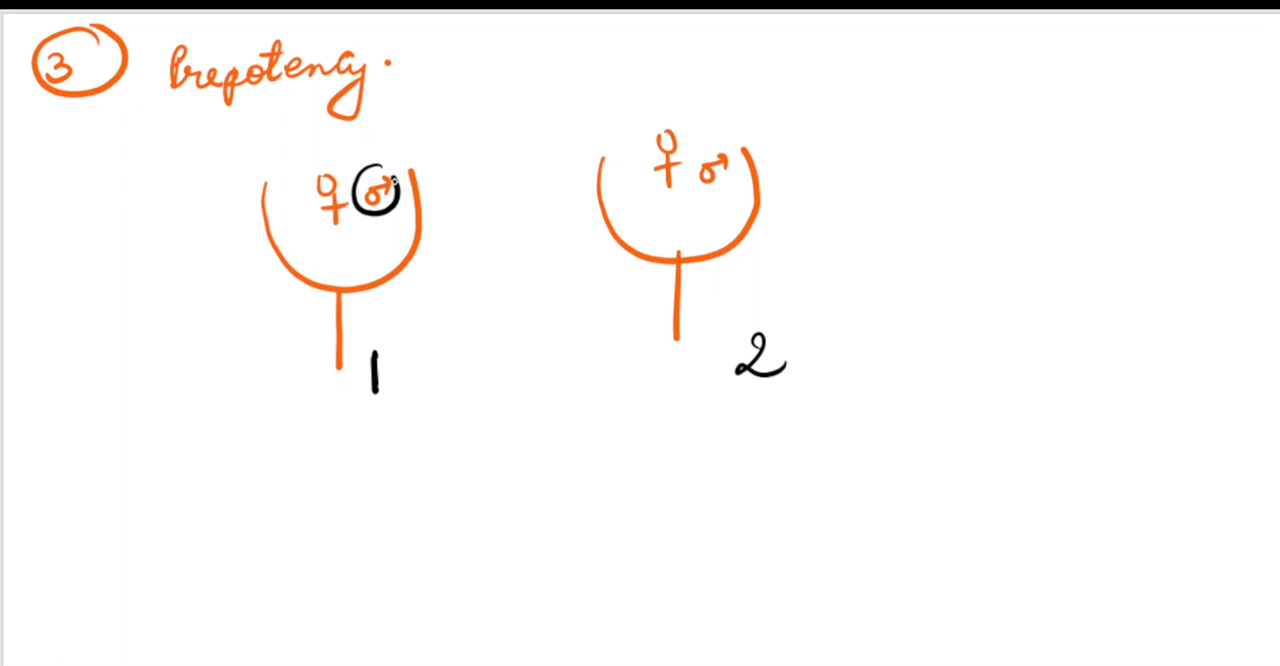 3 Prepotency.
♀ ♂ ♀ ♂
1 2